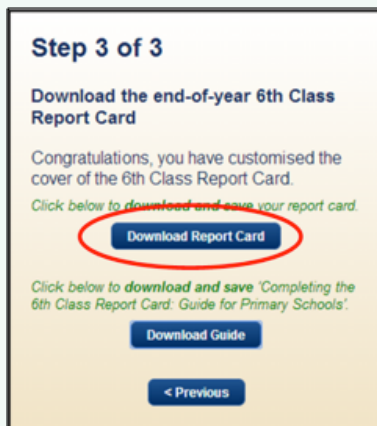 Step 3 of 3
Download the end-of-year 6th Class
Report Card
Congratulations, you have customised the
cover of the 6th Class Report Card.
Click below to download and save your report card.
Download Report Card
Click below to download and save 'Completing the
6th Class Report Card: Guide for Primary Schools'.
Download Guide
< Previous